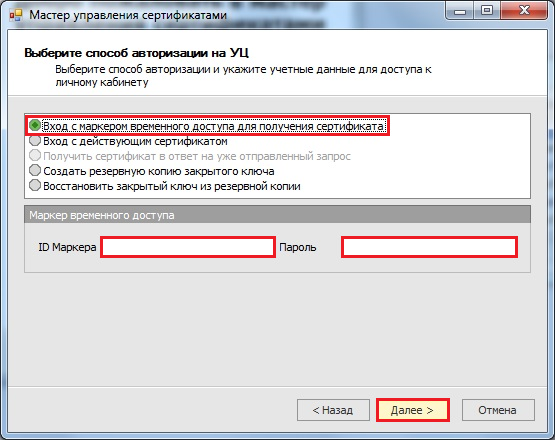 Мастер управления сертификатами
Выберите способ авторизации на УЦ
Выберите способ авторизации и укажите учетные данные для доступа к
личному кабинету
Вход с маркером временного доступа для получения сертификата
Вход с действующим сертификатом
Получить сертификат в ответ на уже отправленный запрос
Создать резервную копию закрытого ключа
Восстановить закрытый ключ из резервной копии
Маркер временного доступа
ID Маркера Пароль
< Назад Далее > Отмена